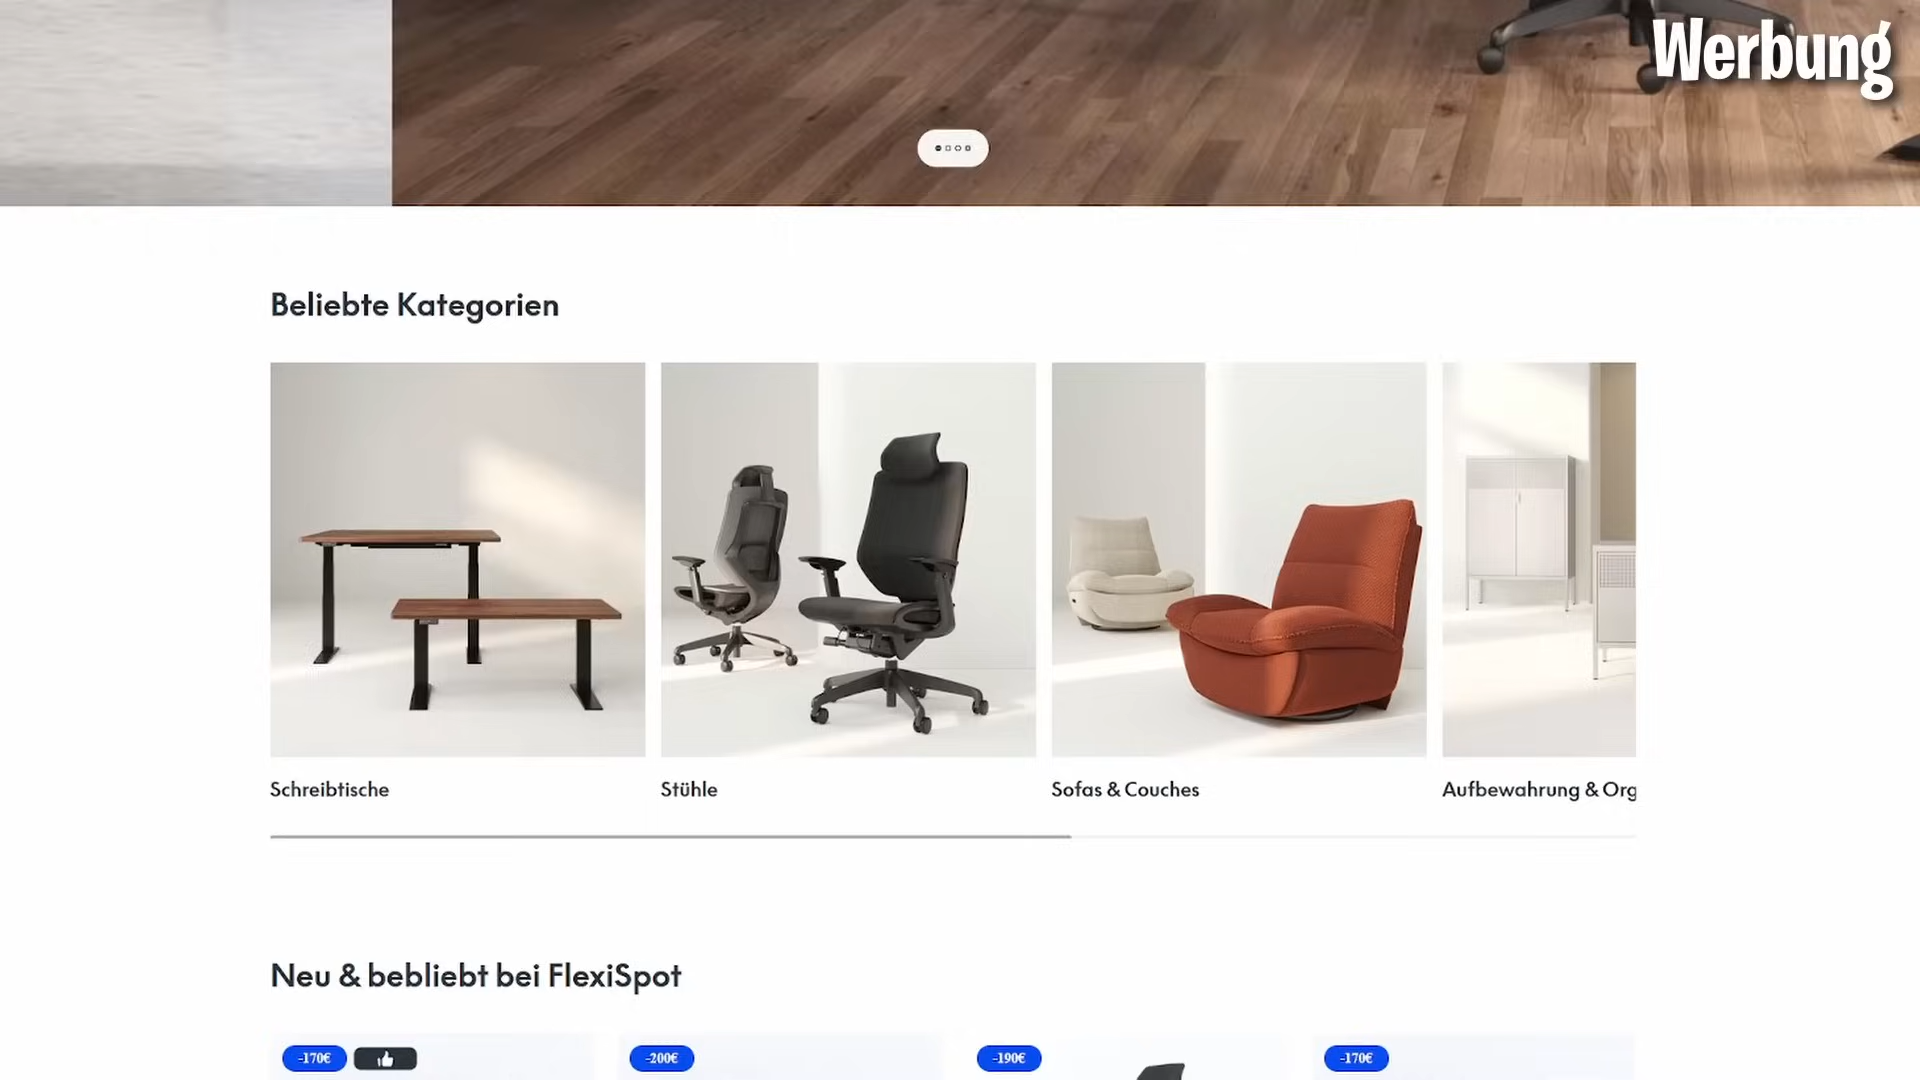 Werbung
Beliebte Kategorien
Schreibtische
Stühle
Sofas & Couches
Aufbewahrung & Org
Neu & bebliebt bei FlexiSpot
-170€
-200€
-190€
-170€